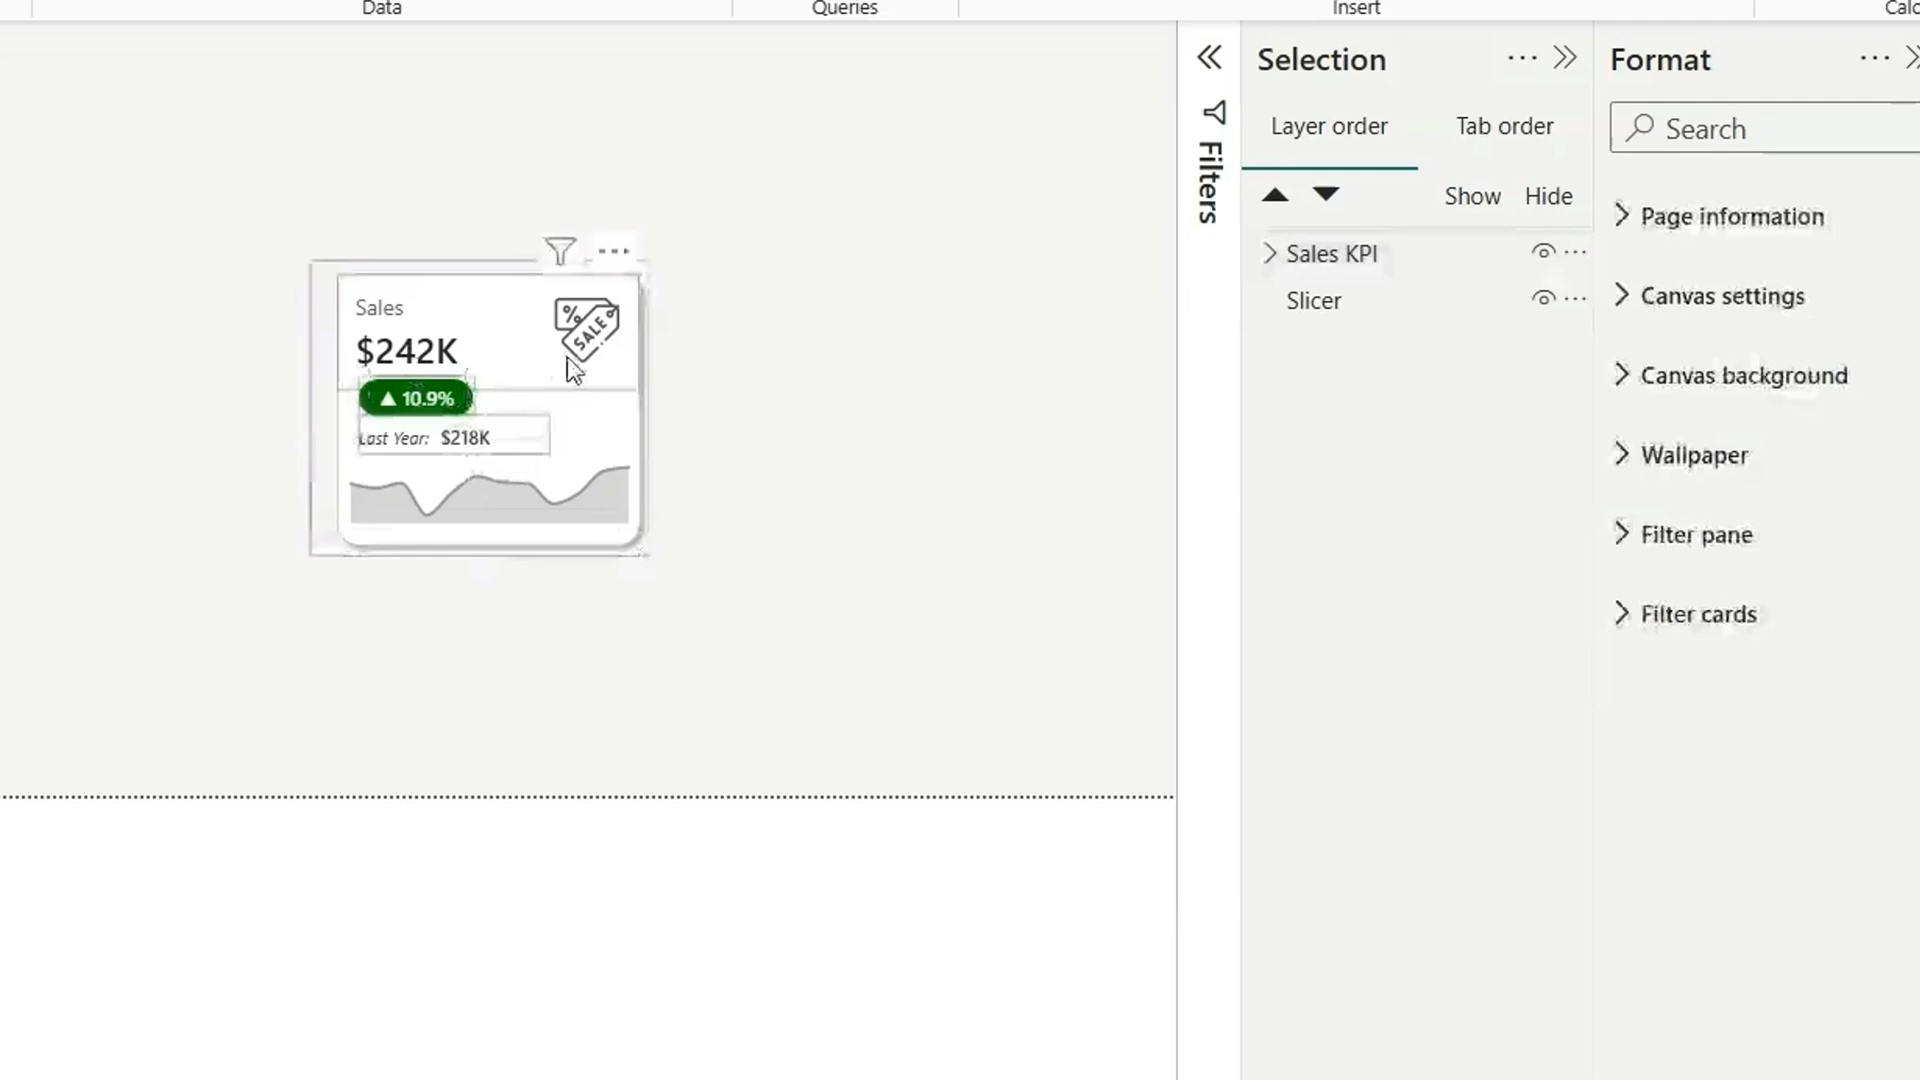 Data
Queries
Insert
Calc
Filters
Selection
Layer order
Tab order
Show
Hide
Sales KPI
Slicer
Format
Search
Page information
Canvas settings
Canvas background
Wallpaper
Filter pane
Filter cards
Sales
$242K
% SALE
▲ 10.9%
Last Year: $218K